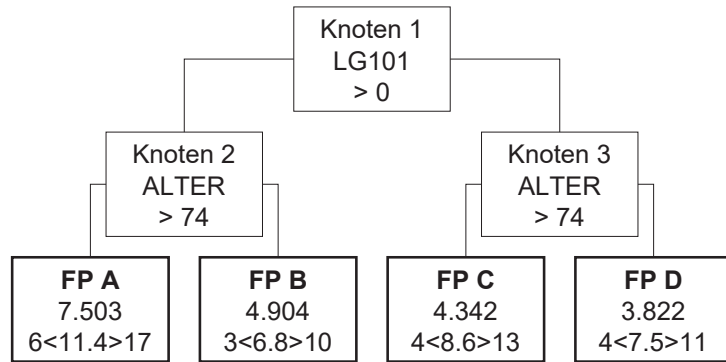 Knoten 1
LG101
> 0
Knoten 2
ALTER
> 74
Knoten 3
ALTER
> 74
FP A
7.503
6<11.4>17
FP B
4.904
3<6.8>10
FP C
4.342
4<8.6>13
FP D
3.822
4<7.5>11